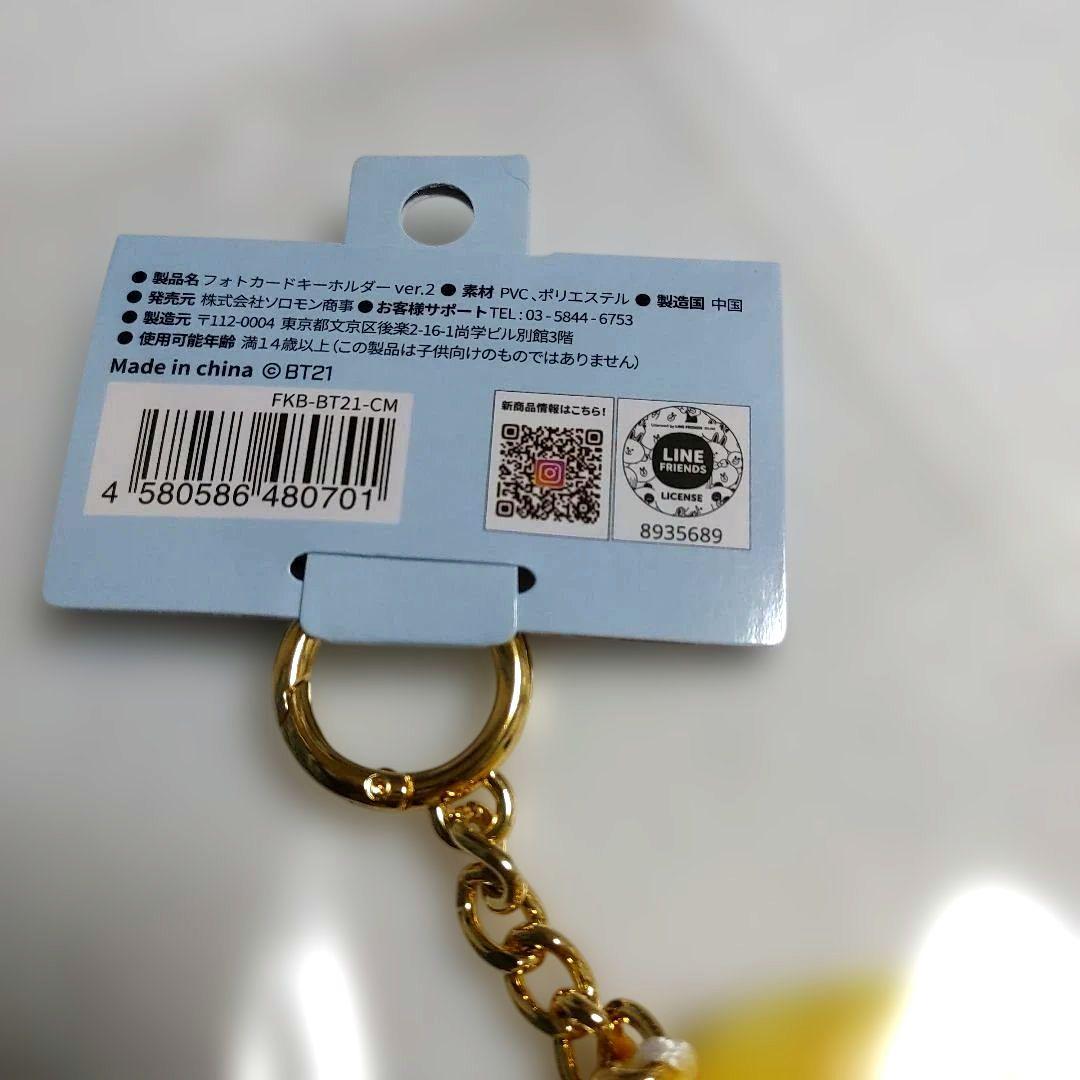 ● 製品名 フォトカードキーホルダー ver.2 ● 素材 PVC、ポリエステル ● 製造国 中国
● 発売元 株式会社ソロモン商事 ● お客様サポート TEL : 03 - 5844 - 6753
● 製造元 〒112-0004 東京都文京区後楽2-16-1尚学ビル別館3階
● 使用可能年齢 満14歳以上 (この製品は子供向けのものではありません)
Made in china ©BT21
FKB-BT21-CM
4 580586 480701
新商品情報はこちら!
LINE
FRIENDS
LICENSE
8935689